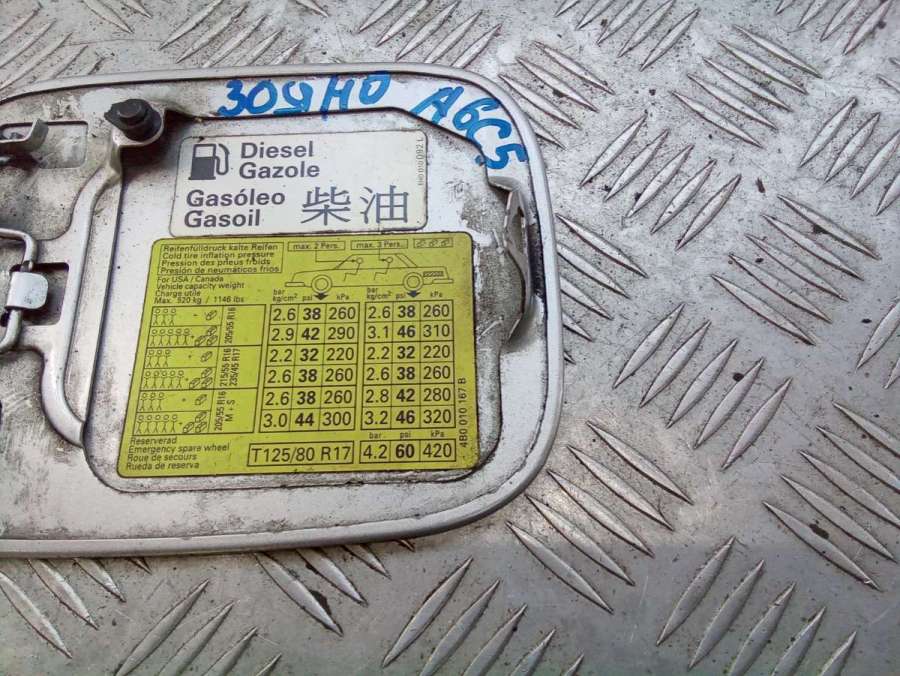 30ЯНО А6С5
Diesel
Gazole
Gasóleo
Gasoil
柴油
Reifenfülldruck kalte Reifen
Cold tire inflation pressure
Pression des pneus froids
Presión de neumáticos frios
max. 2 Pers.
max. 3 Pers.
For USA / Canada
Vehicle capacity weight
Charge utile
Max. 520 kg / 1146 lbs
bar kg/cm² psi kPa bar kg/cm² psi kPa
205/55 R16
2.6 38 260 2.6 38 260
2.9 42 290 3.1 46 310
215/55 R16
235/45 R17
2.2 32 220 2.2 32 220
2.6 38 260 2.6 38 260
205/55 R16
M + S
2.6 38 260 2.8 42 280
3.0 44 300 3.2 46 320
Reserverad
Emergency spare wheel
Roue de secours
Rueda de reserva
T125/80 R17
bar. psi kPa
4.2 60 420
4B0 010 167 B